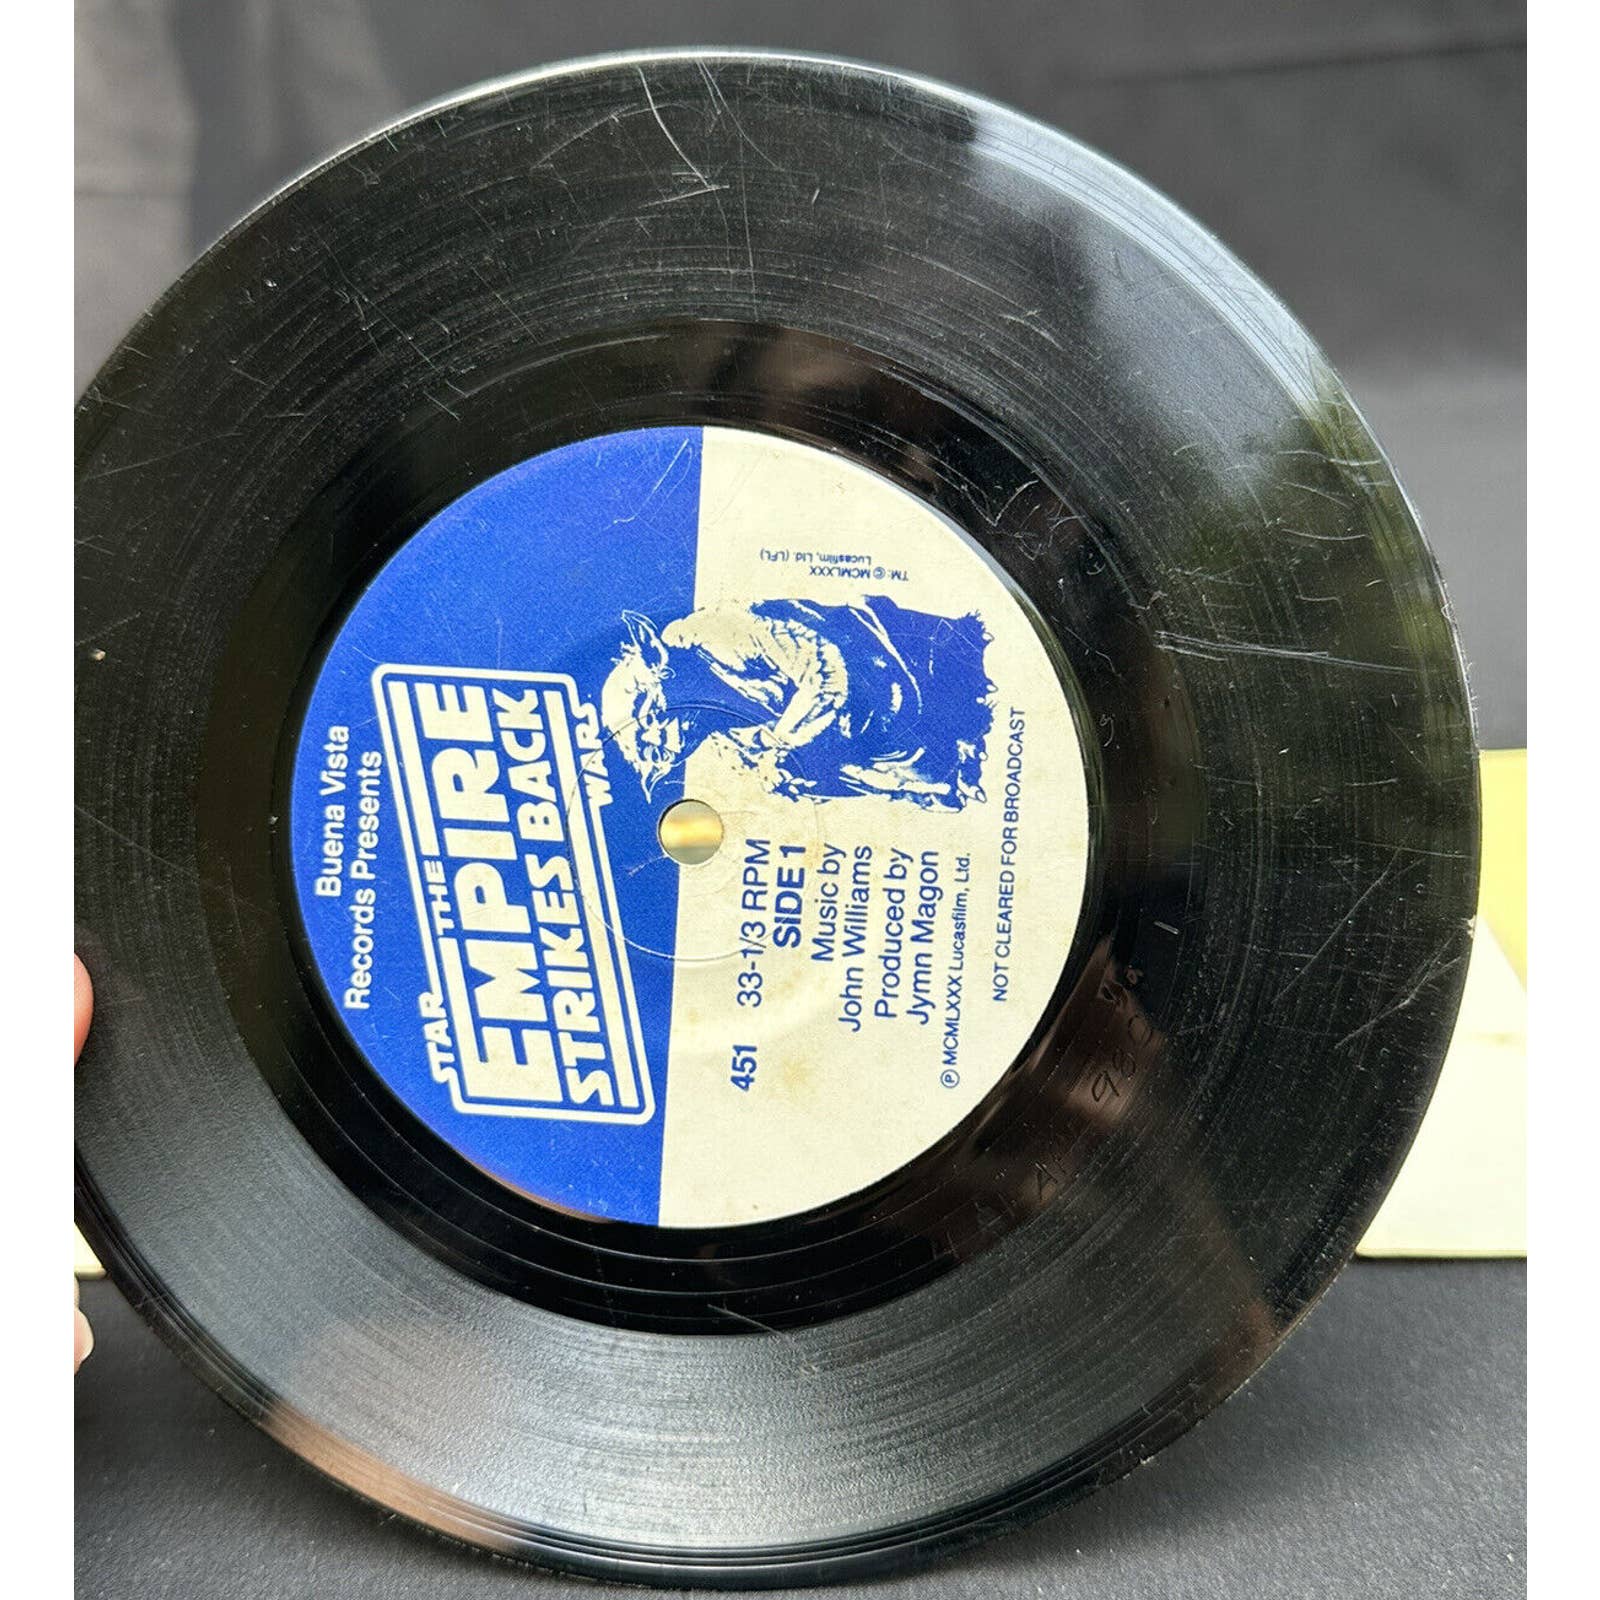 Buena Vista
Records Presents
STAR
THE
EMPIRE
STRIKES BACK
WARS
TM: © MCMLXXX
Lucasfilm, Ltd. (LFL)
451 33-1/3 RPM
SIDE 1
Music by
John Williams
Produced by
Jymn Magon
℗ MCMLXXX Lucasfilm, Ltd.
NOT CLEARED FOR BROADCAST